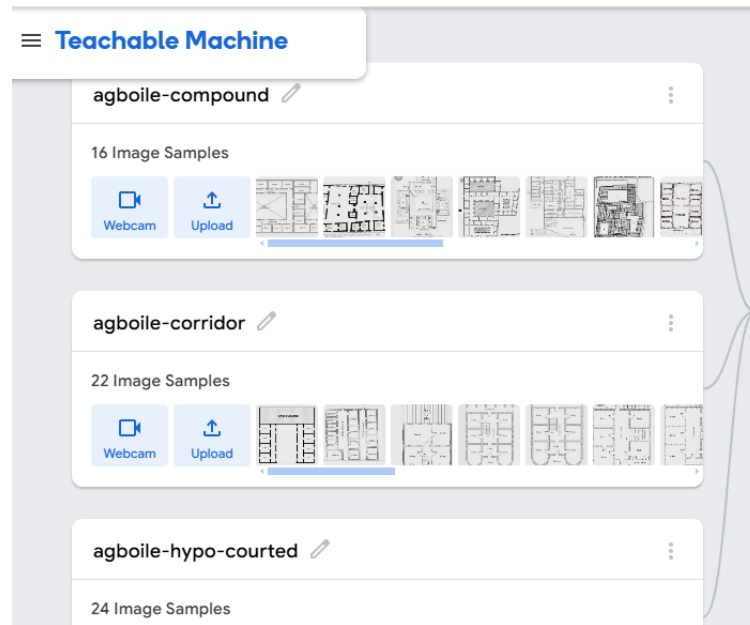 Teachable Machine
agboile-compound
16 Image Samples
Webcam
Upload
agboile-corridor
22 Image Samples
Webcam
Upload
agboile-hypo-courted
24 Image Samples